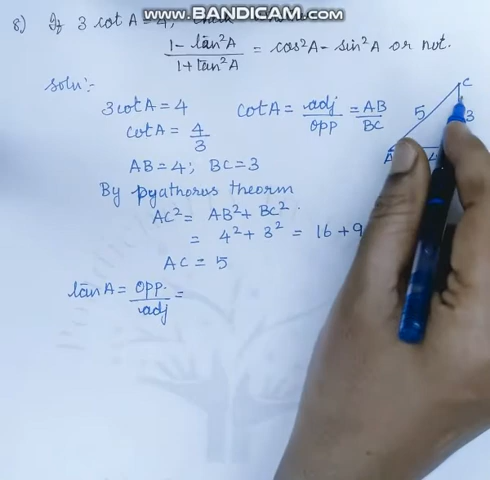 WWW.BANDICAM.COM
8) If 3 cot A = 4,
1 - tan²A / 1 + tan²A = cos²A - sin²A or not.
Soln:-
3 cot A = 4
cot A = adj / opp = AB / BC
cot A = 4/3
AB = 4; BC = 3
By pyathorus theorm
AC² = AB² + BC²
= 4² + 3² = 16 + 9
AC = 5
tan A = opp. / adj =
C
5
3
A
4